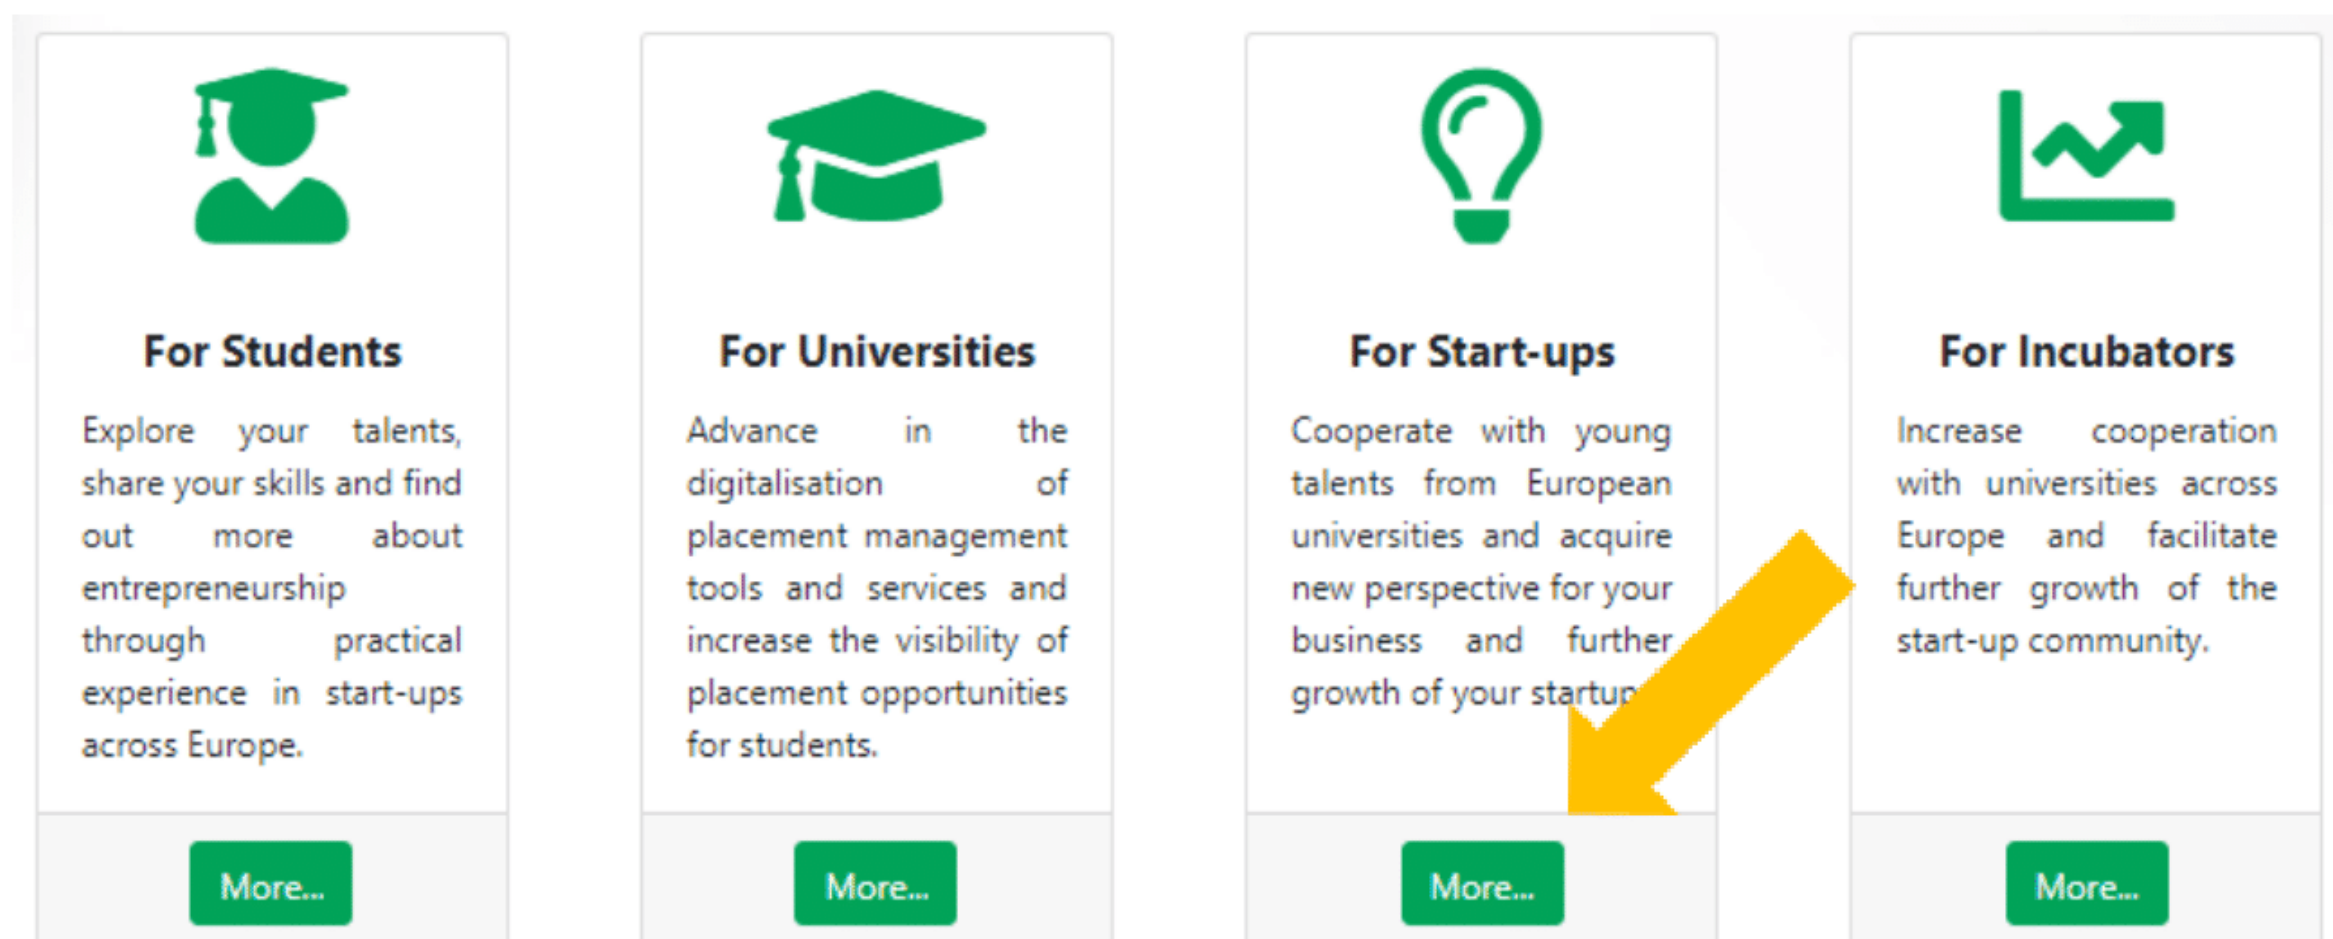 For Students
Explore your talents,
share your skills and find
out more about
entrepreneurship
through practical
experience in start-ups
across Europe.
More...
For Universities
Advance in the
digitalisation of
placement management
tools and services and
increase the visibility of
placement opportunities
for students.
More...
For Start-ups
Cooperate with young
talents from European
universities and acquire
new perspective for your
business and further
growth of your startup
More...
For Incubators
Increase cooperation
with universities across
Europe and facilitate
further growth of the
start-up community.
More...